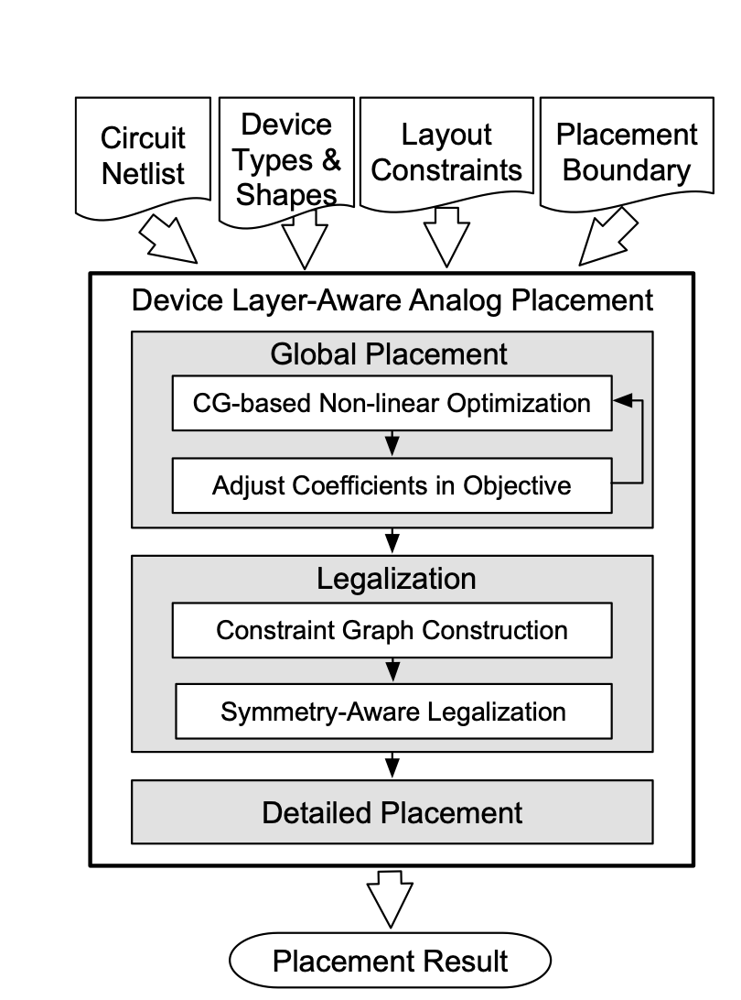 Circuit
Netlist
Device
Types &
Shapes
Layout
Constraints
Placement
Boundary
Device Layer-Aware Analog Placement
Global Placement
CG-based Non-linear Optimization
Adjust Coefficients in Objective
Legalization
Constraint Graph Construction
Symmetry-Aware Legalization
Detailed Placement
Placement Result